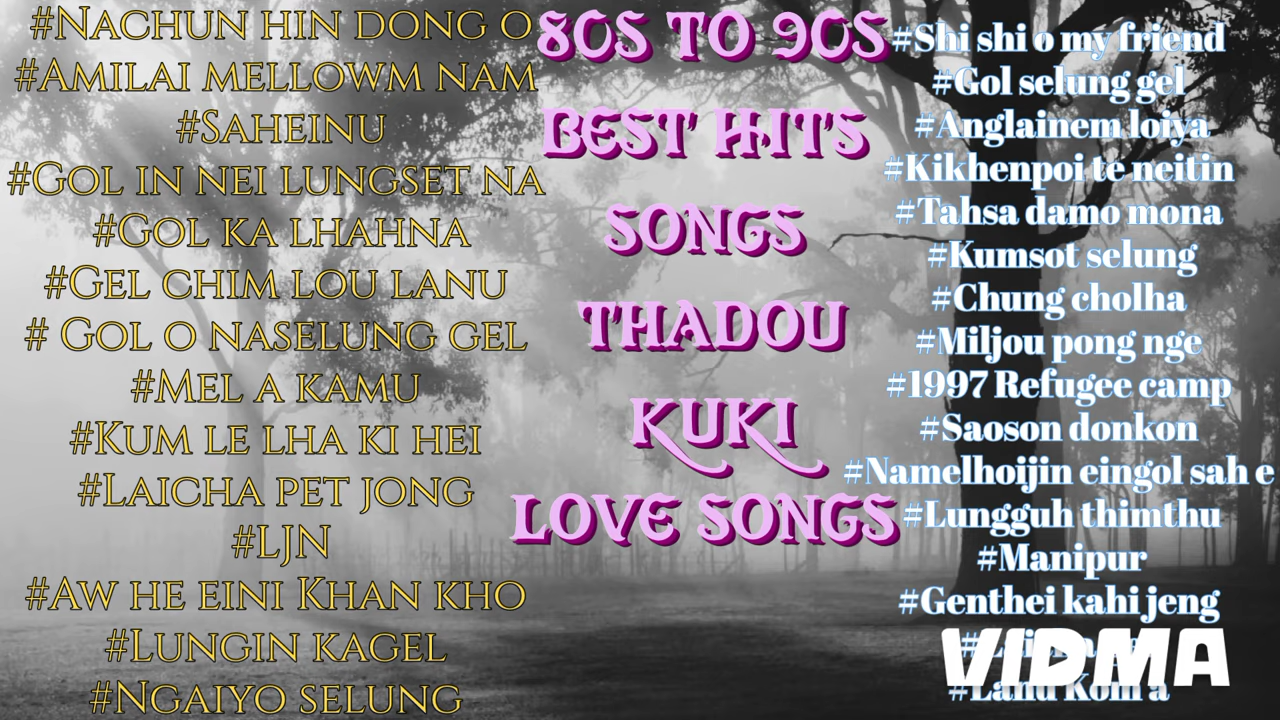 #Nachun hin dong o
#Amilai mellowm nam
#Saheinu
#Gol in nei lungset na
#Gol ka lhahna
#Gel chim lou lanu
# Gol o naselung gel
#Mel a kamu
#Kum le lha ki hei
#Laicha pet jong
#LJN
#Aw he eini Khan kho
#Lungin kagel
#Ngaiyo selung
80S TO 90S
BEST HITS
SONGS
THADOU
KUKI
LOVE SONGS
#Shi shi o my friend
#Gol selung gel
#Anglainem loiya
#Kikhenpoi te neitin
#Tahsa damo mona
#Kumsot selung
#Chung cholha
#Miljou pong nge
#1997 Refugee camp
#Saoson donkon
#Namelhoijin eingol sah e
#Lungguh thimthu
#Manipur
#Genthei kahi jeng
#Lanu Kom a
VIDMA